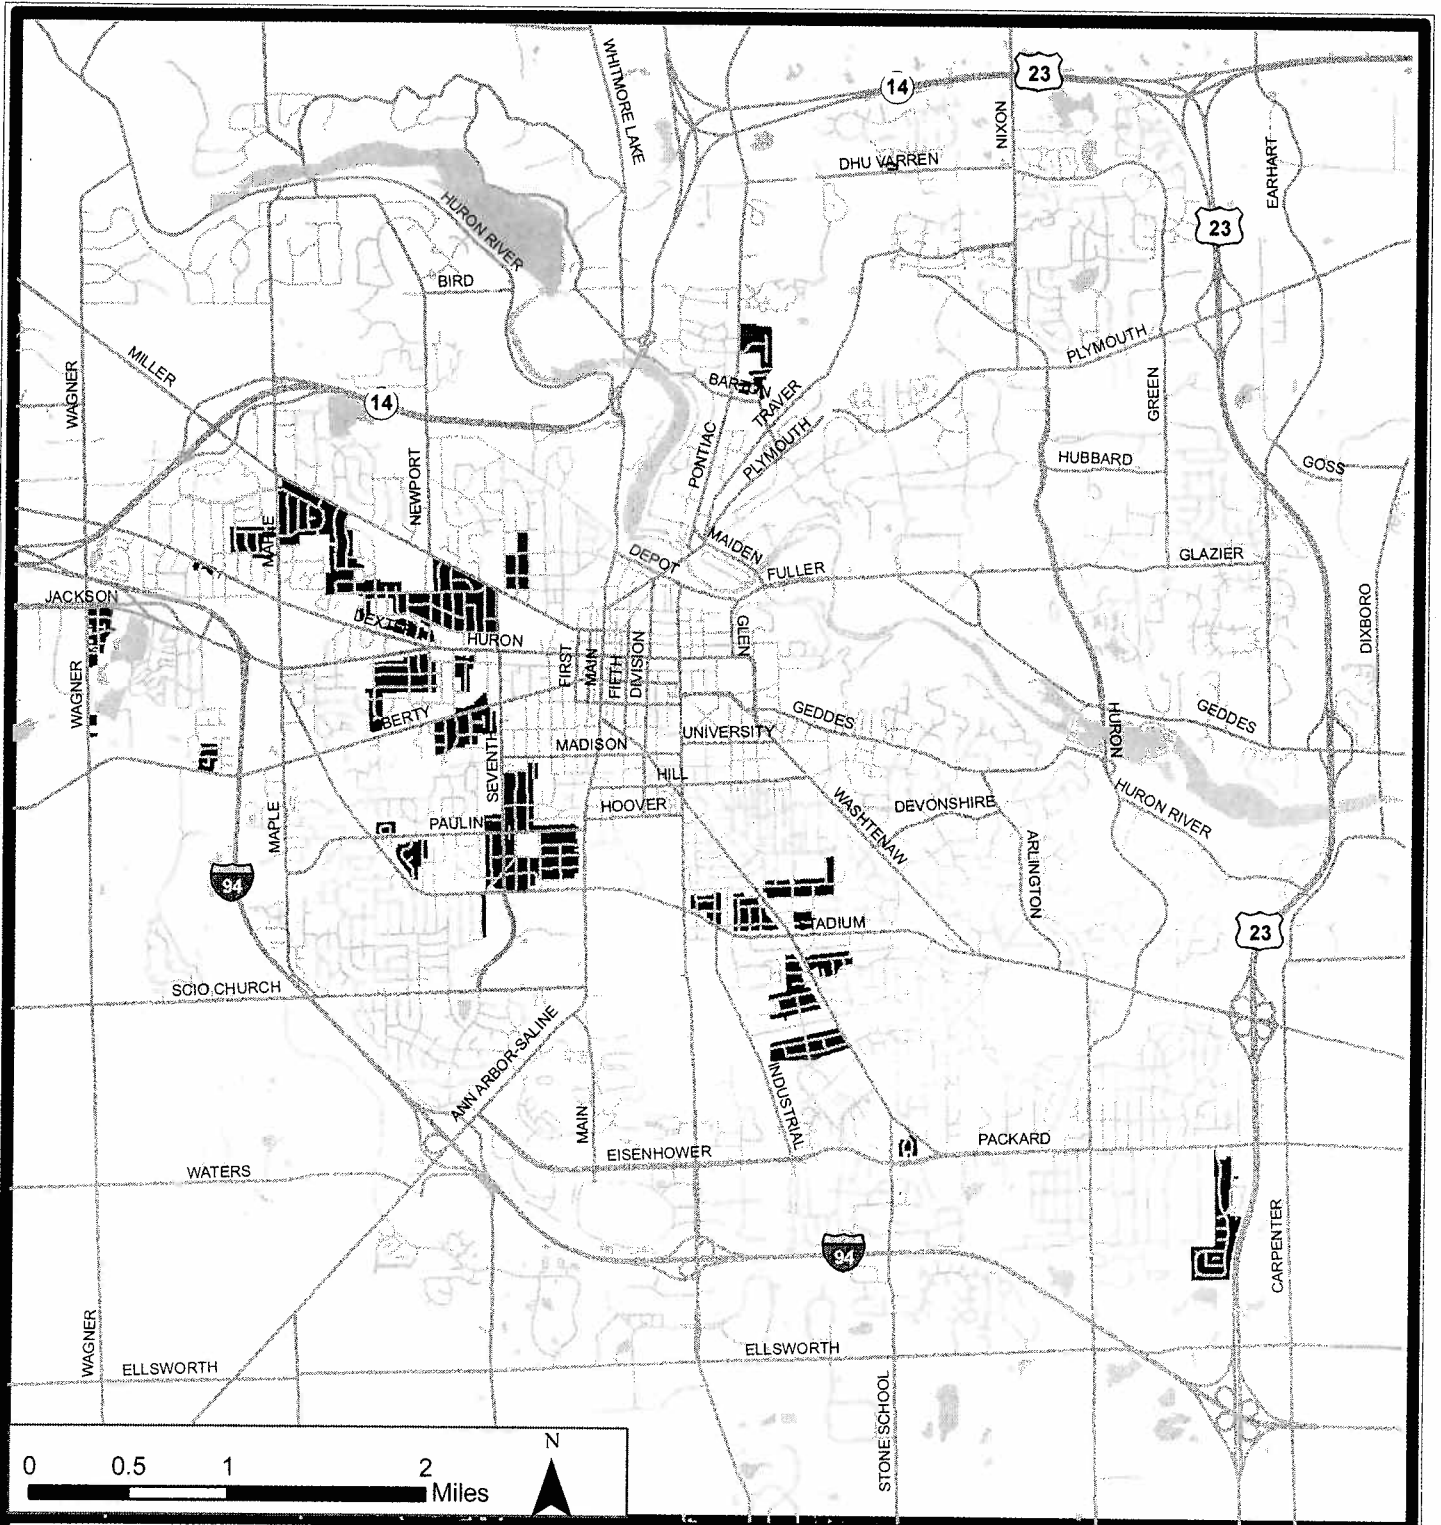 WHITMORE LAKE
14
23
NIXON
DHU VARREN
EARHART
HURON RIVER
23
BIRD
PLYMOUTH
MILLER
WAGNER
14
BARTON
TRAVER
GREEN
PONTIAC
PLYMOUTH
NEWPORT
HUBBARD
GOSS
MAPLE
MAIDEN
DEPOT
FULLER
GLAZIER
JACKSON
DIXBORO
HURON
GLEN
WAGNER
FIRST
MAIN
FIFTH
DIVISION
BERTY
GEDDES
GEDDES
HURON
UNIVERSITY
MADISON
SEVENTH
HILL
HOOVER
DEVONSHIRE
HURON RIVER
WASHTENAW
MAPLE
PAULIN
ARLINGTON
94
TADIUM
23
SCIO CHURCH
ANN ARBOR-SALINE
INDUSTRIAL
MAIN
PACKARD
EISENHOWER
WATERS
CARPENTER
94
WAGNER
ELLSWORTH
ELLSWORTH
STONE SCHOOL
N
0 0.5 1 2
Miles